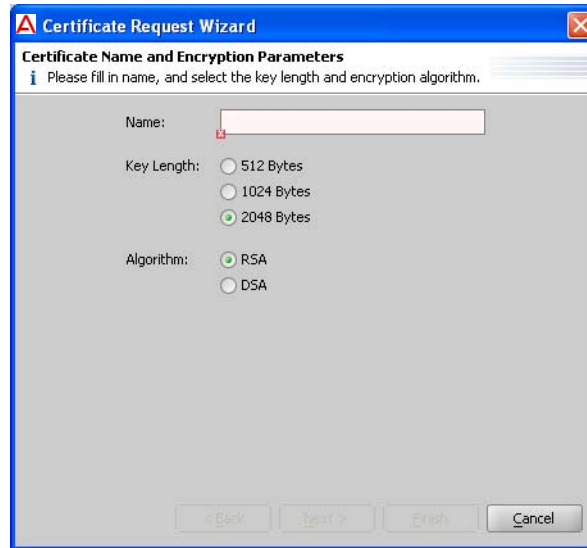 Certificate Request Wizard
Certificate Name and Encryption Parameters
Please fill in name, and select the key length and encryption algorithm.
Name:
Key Length:
512 Bytes
1024 Bytes
2048 Bytes
Algorithm:
RSA
DSA
< Back
Next >
Finish
Cancel